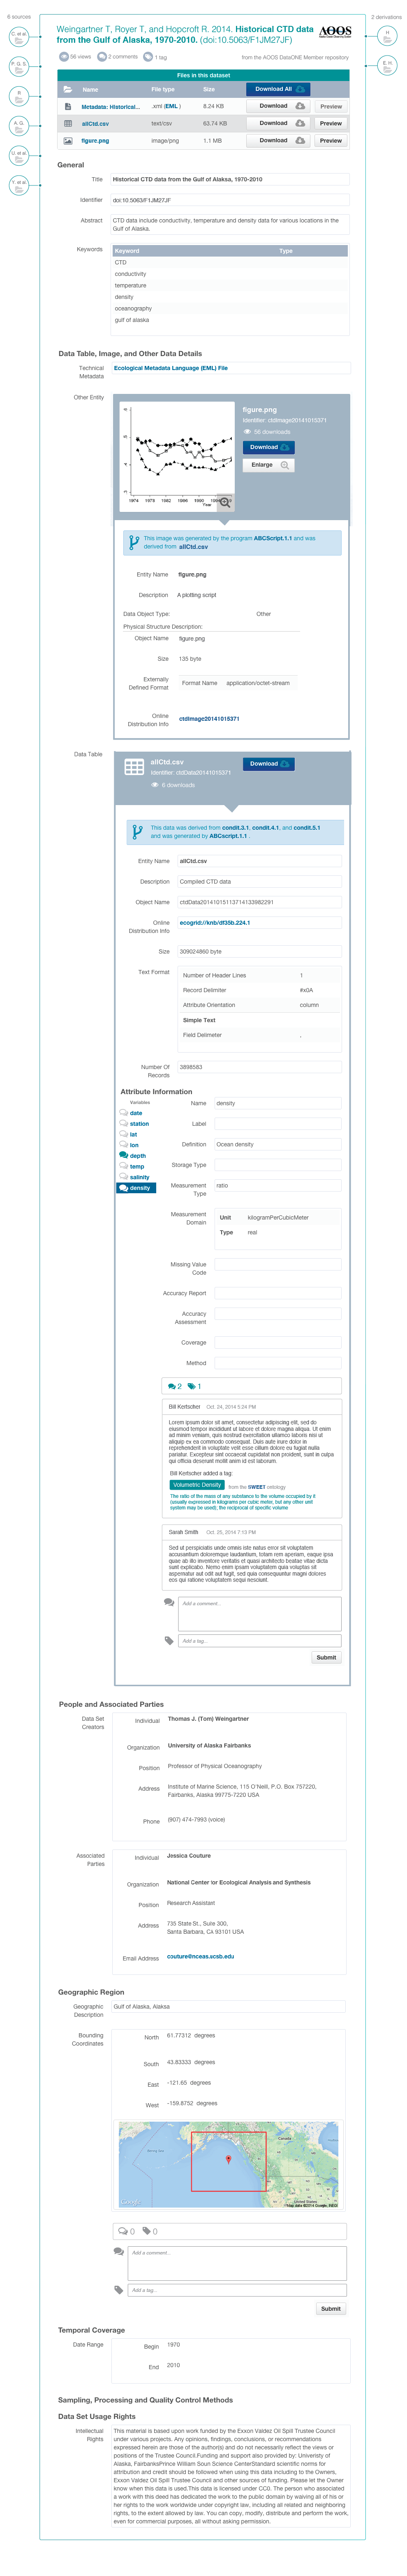 6 sources
2 derivations
C. et al.
P. G. S.
R
A. G.
U. et al.
Y. et al.
H
E. H.
Weingartner T, Royer T, and Hopcroft R. 2014. Historical CTD data
from the Gulf of Alaska, 1970-2010. (doi:10.5063/F1JM27JF)
AOOS
56 views
2 comments
1 tag
from the AOOS DataONE Member repository
Files in this dataset
Name File type Size Download All
Metadata: Historical... .xml (EML ) 8.24 KB Download Preview
allCtd.csv text/csv 63.74 KB Download Preview
figure.png image/png 1.1 MB Download Preview
General
Title Historical CTD data from the Gulf of Alaksa, 1970-2010
Identifier doi:10.5063/F1JM27JF
Abstract CTD data include conductity, temperature and density data for various locations in the
Gulf of Alaska.
Keywords
Keyword Type
CTD
conductivity
temperature
density
oceanography
gulf of alaska
Data Table, Image, and Other Data Details
Technical
Metadata
Ecological Metadata Language (EML) File
Other Entity
1974 1978 1982 1986 1990 1994
Year
figure.png
Identifier: ctdImage20141015371
56 downloads
Download
Enlarge
This image was generated by the program ABCScript.1.1 and was
derived from allCtd.csv
Entity Name figure.png
Description A plotting script
Data Object Type: Other
Physical Structure Description:
Object Name figure.png
Size 135 byte
Externally
Defined Format
Format Name application/octet-stream
Online
Distribution Info
ctdImage20141015371
Data Table
allCtd.csv
Identifier: ctdData20141015371
6 downloads
Download
This data was derived from condit.3.1, condit.4.1. and condit.5.1
and was generated by ABCscript.1.1 .
Entity Name allCtd.csv
Description Compiled CTD data
Object Name ctdData20141015113714133982291
Online
Distribution Info
ecogrid://knb/df35b.224.1
Size 309024860 byte
Text Format
Number of Header Lines 1
Record Delimiter #x0A
Attribute Orientation column
Simple Text
Field Delimeter ,
Number Of
Records
3898583
Attribute Information
Variables
date
station
lat
lon
depth
temp
salinity
density
Name density
Label
Definition Ocean density
Storage Type
Measurement
Type
ratio
Measurement
Domain
Unit kilogramPerCubicMeter
Type real
Missing Value
Code
Accuracy Report
Accuracy
Assessment
Coverage
Method
2 1
Bill Kertscher Oct. 24, 2014 5:24 PM
Lorem ipsum dolor sit amet, consectetur adipiscing elit, sed do
eiusmod tempor incididunt ut labore et dolore magna aliqua. Ut enim
ad minim veniam, quis nostrud exercitation ullamco laboris nisi ut
aliquip ex ea commodo consequat. Duis aute irure dolor in
reprehenderit in voluptate velit esse cillum dolore eu fugiat nulla
pariatur. Excepteur sint occaecat cupidatat non proident, sunt in culpa
qui officia deserunt mollit anim id est laborum.
Bill Kertscher added a tag:
Volumetric Density from the SWEET ontology
The ratio of the mass of any substance to the volume occupied by it
(usually expressed in kilograms per cubic meter, but any other unit
system may be used); the reciprocal of specific volume
Sarah Smith Oct. 25, 2014 7:13 PM
Sed ut perspiciatis unde omnis iste natus error sit voluptatem
accusantium doloremque laudantium, totam rem aperiam, eaque ipsa
quae ab illo inventore veritatis et quasi architecto beatae vitae dicta
sunt explicabo. Nemo enim ipsam voluptatem quia voluptas sit
aspernatur aut odit aut fugit, sed quia consequuntur magni dolores
eos qui ratione voluptatem sequi nesciunt.
Add a comment...
Add a tag...
Submit
People and Associated Parties
Data Set
Creators
Individual Thomas J. (Tom) Weingartner
Organization University of Alaska Fairbanks
Position Professor of Physical Oceanography
Address Institute of Marine Science, 115 O'Neill, P.O. Box 757220,
Fairbanks, Alaska 99775-7220 USA
Phone (907) 474-7993 (voice)
Associated
Parties
Individual Jessica Couture
Organization National Center for Ecological Analysis and Synthesis
Position Research Assistant
Address 735 State St., Suite 300,
Santa Barbara, CA 93101 USA
Email Address couture@nceas.ucsb.edu
Geographic Region
Geographic
Description
Gulf of Alaska, Alaksa
Bounding
Coordinates
North 61.77312 degrees
South 43.83333 degrees
East -121.65 degrees
West -159.8752 degrees
Canada
United States
Google
Map data ©2014 Google, INEGI
0 0
Add a comment...
Add a tag...
Submit
Temporal Coverage
Date Range
Begin 1970
End 2010
Sampling, Processing and Quality Control Methods
Data Set Usage Rights
Intellectual
Rights
This material is based upon work funded by the Exxon Valdez Oil Spill Trustee Council
under various projects. Any opinions, findings, conclusions, or recommendations
expressed herein are those of the author(s) and do not necessarily reflect the views or
positions of the Trustee Council.Funding and support also provided by: Univeristy of
Alaska, FairbanksPrince William Soun Science CenterStandard scientific norms for
attribution and credit should be followed when using this data including to the Owners,
Exxon Valdez Oil Spill Trustee Council and other sources of funding. Please let the Owner
know when this data is used.This data is licensed under CC0. The person who associated
a work with this deed has dedicated the work to the public domain by waiving all of his or
her rights to the work worldwide under copyright law, including all related and neighboring
rights, to the extent allowed by law. You can copy, modify, distribute and perform the work,
even for commercial purposes, all without asking permission.